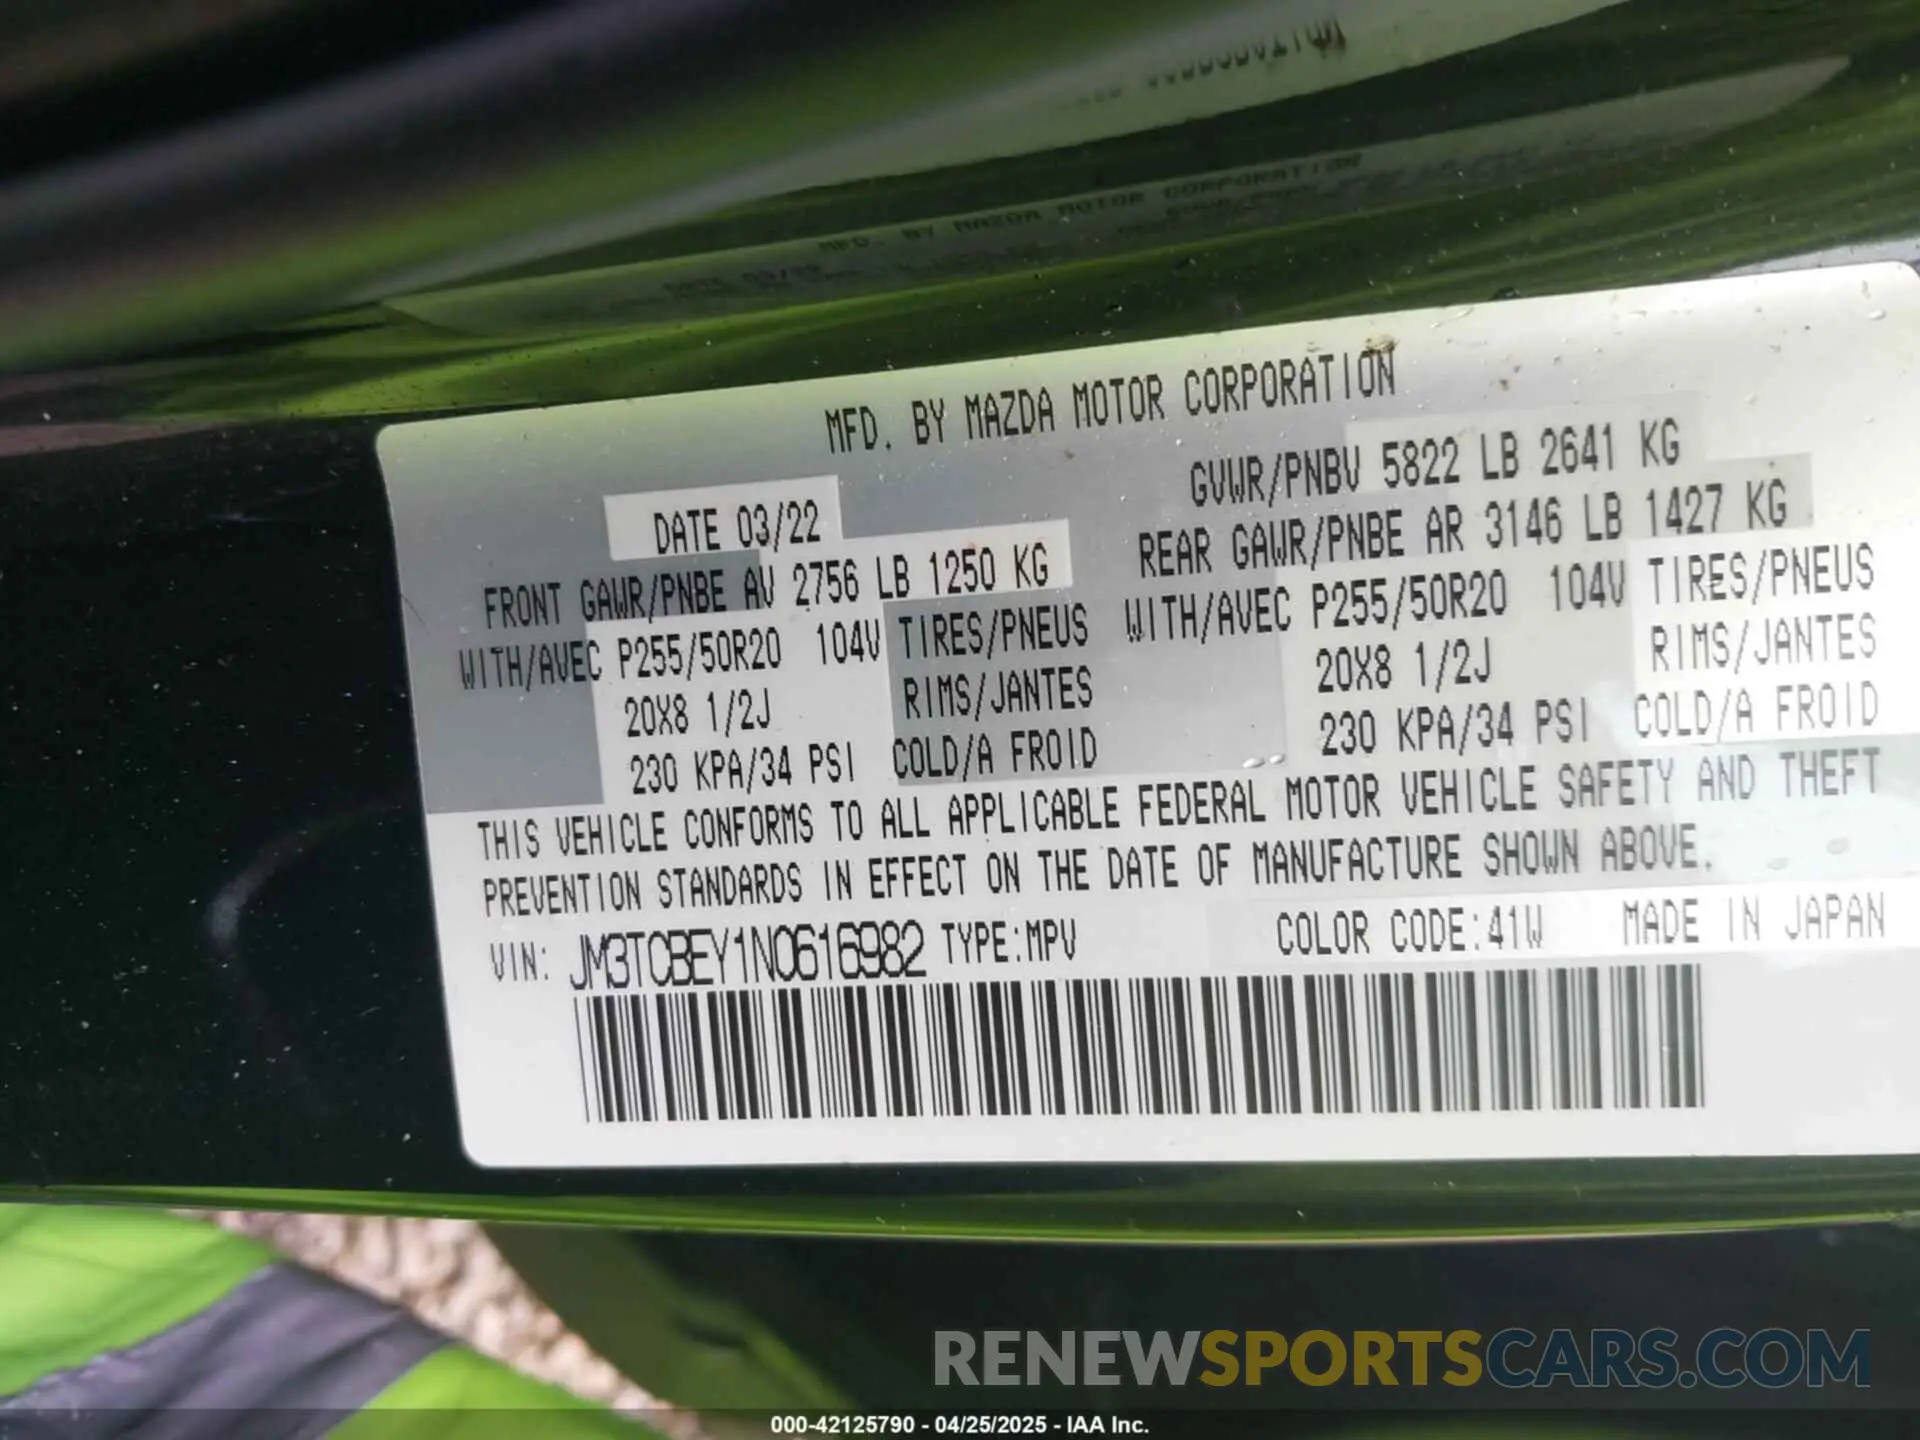 MFD. BY MAZDA MOTOR CORPORATION
DATE 03/22
GVWR/PNBV 5822 LB 2641 KG
FRONT GAWR/PNBE AV 2756 LB 1250 KG
REAR GAWR/PNBE AR 3146 LB 1427 KG
WITH/AVEC P255/50R20 104V TIRES/PNEUS
WITH/AVEC P255/50R20 104V TIRES/PNEUS
20X8 1/2J RIMS/JANTES
20X8 1/2J RIMS/JANTES
230 KPA/34 PSI COLD/A FROID
230 KPA/34 PSI COLD/A FROID
THIS VEHICLE CONFORMS TO ALL APPLICABLE FEDERAL MOTOR VEHICLE SAFETY AND THEFT
PREVENTION STANDARDS IN EFFECT ON THE DATE OF MANUFACTURE SHOWN ABOVE.
VIN: JM3TCBEY1N0616982 TYPE:MPV COLOR CODE:41W MADE IN JAPAN
RENEWSPORTSCARS.COM
000-42125790 - 04/25/2025 - IAA Inc.